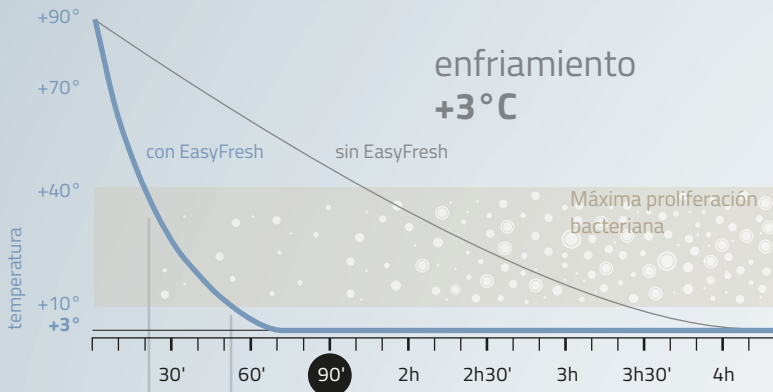 +90°
enfriamiento
+70°
+3°C
con EasyFresh
sin EasyFresh
+40°
Máxima proliferación
bacteriana
temperatura
+10°
+3°
30' 60' 90' 2h 2h30' 3h 3h30' 4h